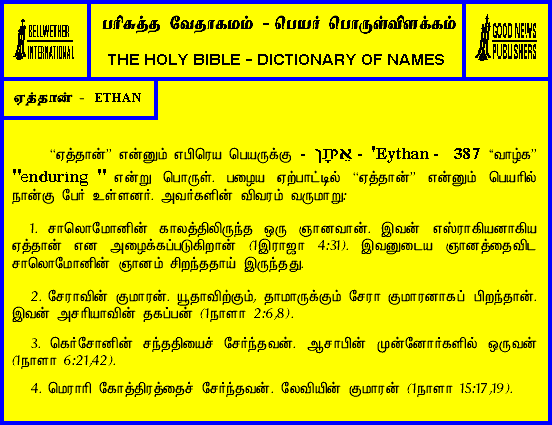 BELLWETHER
INTERNATIONAL
பரிசுத்த வேதாகமம் - பெயர் பொருள்விளக்கம்
THE HOLY BIBLE - DICTIONARY OF NAMES
GOOD NEWS
PUBLISHERS
ஏத்தான் - ETHAN
“ஏத்தான்” என்னும் எபிரெய பெயருக்கு - אֵיתָן - 'Eythan - 387 “வாழ்க”
"enduring " என்று பொருள். பழைய ஏற்பாட்டில் “ஏத்தான்” என்னும் பெயரில்
நான்கு பேர் உள்ளனர். அவர்களின் விவரம் வருமாறு:
1. சாலொமோனின் காலத்திலிருந்த ஒரு ஞானவான். இவன் எஸ்ராகியனாகிய
ஏத்தான் என அழைக்கப்படுகிறான் (1இராஜா 4:31). இவனுடைய ஞானத்தைவிட
சாலொமோனின் ஞானம் சிறந்ததாய் இருந்தது.
2. சேராவின் குமாரன். யூதாவிற்கும், தாமாருக்கும் சேரா குமாரனாகப் பிறந்தான்.
இவன் அசரியாவின் தகப்பன் (1நாளா 2:6,8).
3. கெர்சோனின் சந்ததியைச் சேர்ந்தவன். ஆசாபின் முன்னோர்களில் ஒருவன்
(1நாளா 6:21,42).
4. மெராரி கோத்திரத்தைச் சேர்ந்தவன். லேவியின் குமாரன் (1நாளா 15:17,19).